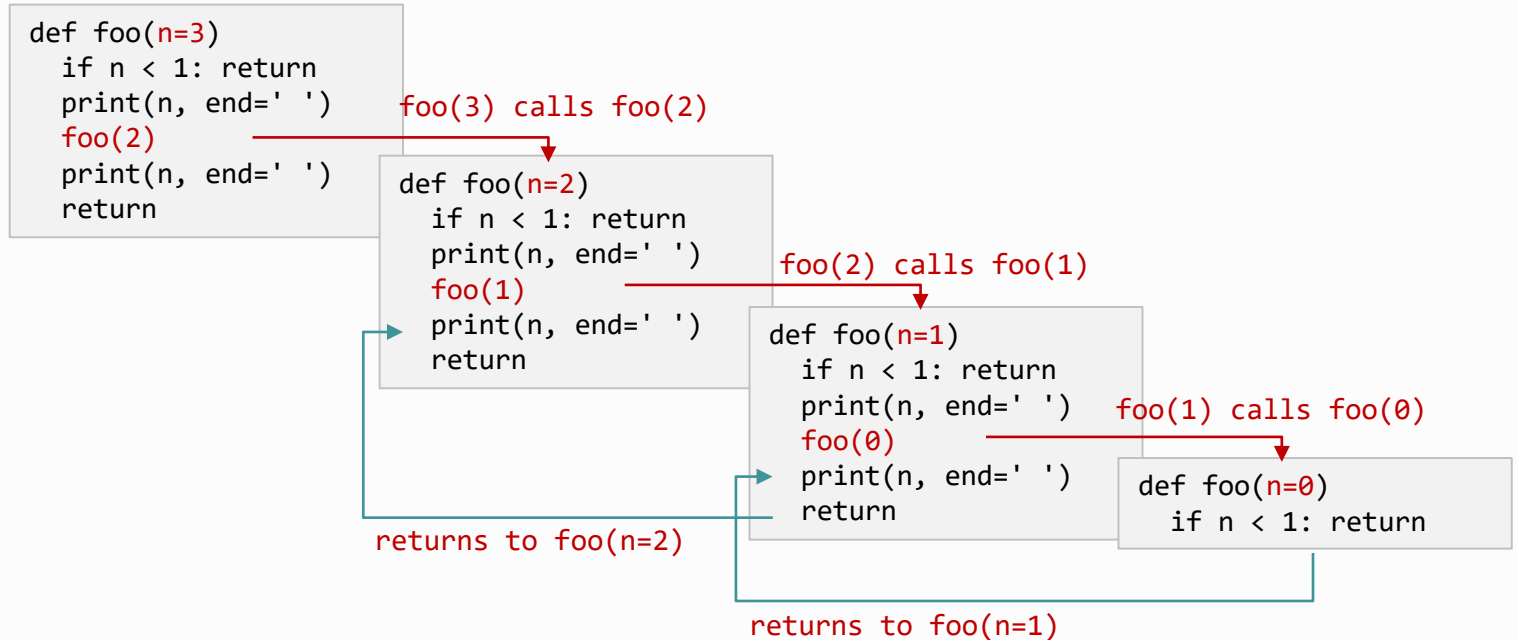 def foo(n=3)
  if n < 1: return
  print(n, end=' ')
  foo(2)
  print(n, end=' ')
  return
foo(3) calls foo(2)
def foo(n=2)
  if n < 1: return
  print(n, end=' ')
  foo(1)
  print(n, end=' ')
  return
foo(2) calls foo(1)
def foo(n=1)
  if n < 1: return
  print(n, end=' ')
  foo(0)
  print(n, end=' ')
  return
foo(1) calls foo(0)
def foo(n=0)
  if n < 1: return
returns to foo(n=2)
returns to foo(n=1)